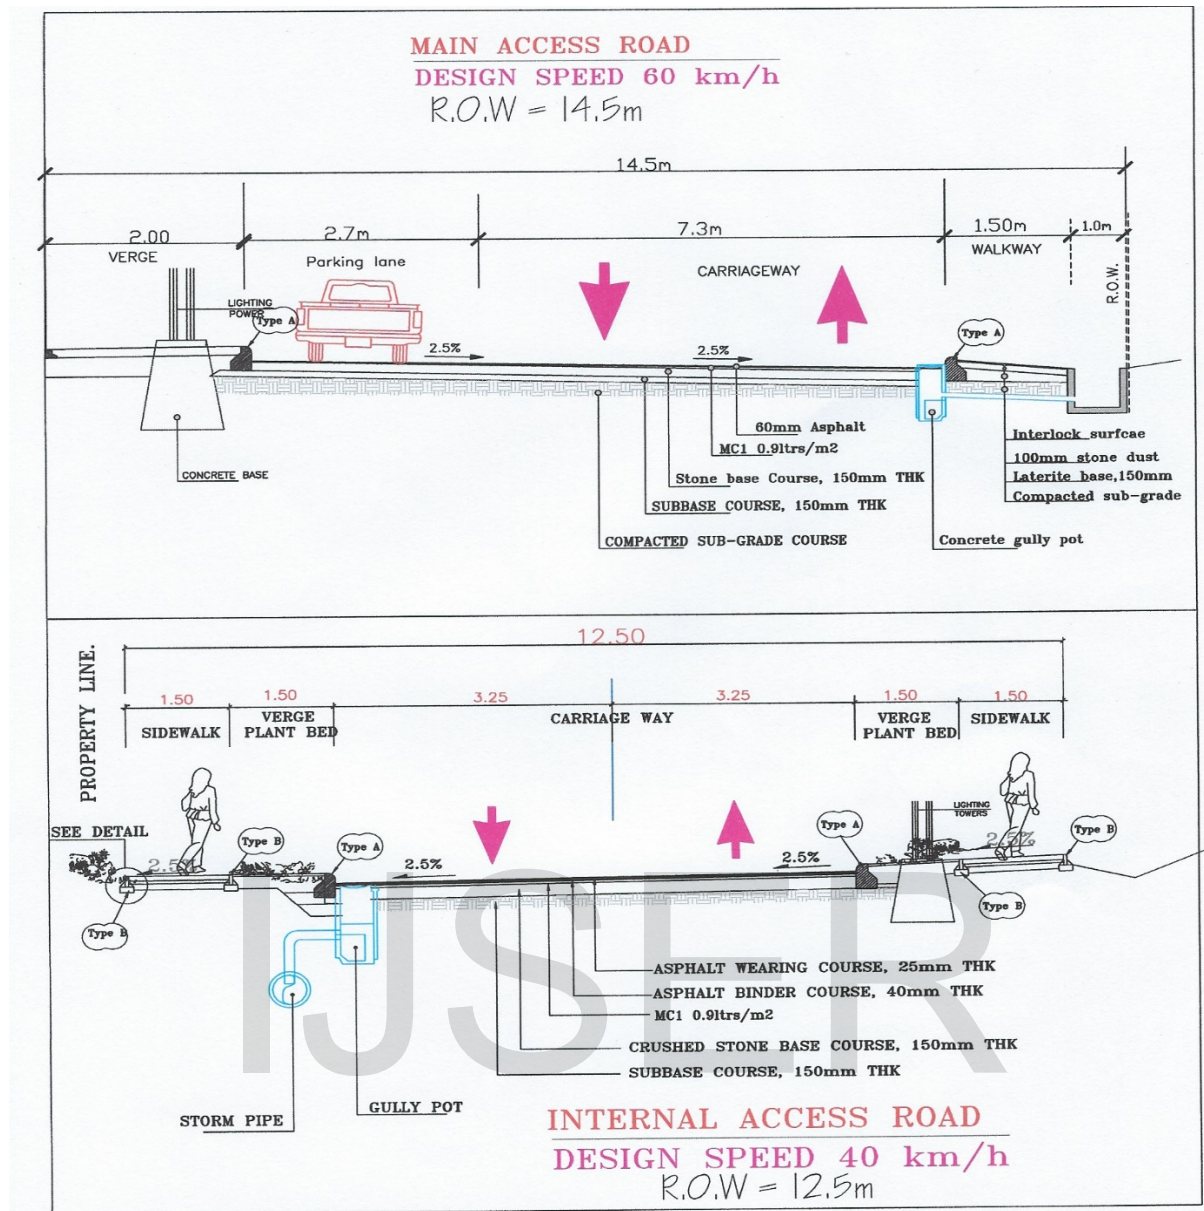 MAIN ACCESS ROAD
DESIGN SPEED 60 km/h
R.O.W = 14.5m
14.5m
2.00
2.7m
7.3m
1.50m
1.0m
VERGE
Parking lane
CARRIAGEWAY
WALKWAY
R.O.W.
LIGHTING
POWER
Type A
2.5%
2.5%
Type A
CONCRETE BASE
60mm Asphalt
MC1 0.9ltrs/m2
Stone base Course, 150mm THK
SUBBASE COURSE, 150mm THK
COMPACTED SUB-GRADE COURSE
Interlock surfcae
100mm stone dust
Laterite base,150mm
Compacted sub-grade
Concrete gully pot
12.50
PROPERTY LINE.
1.50
1.50
3.25
3.25
1.50
1.50
SIDEWALK
VERGE
PLANT BED
CARRIAGE WAY
VERGE
PLANT BED
SIDEWALK
SEE DETAIL
2.5%
Type B
Type A
2.5%
2.5%
Type A
LIGHTING
TOWERS
2.5%
Type B
Type B
Type B
ASPHALT WEARING COURSE, 25mm THK
ASPHALT BINDER COURSE, 40mm THK
MC1 0.9ltrs/m2
CRUSHED STONE BASE COURSE, 150mm THK
SUBBASE COURSE, 150mm THK
STORM PIPE
GULLY POT
IJSER
INTERNAL ACCESS ROAD
DESIGN SPEED 40 km/h
R.O.W = 12.5m